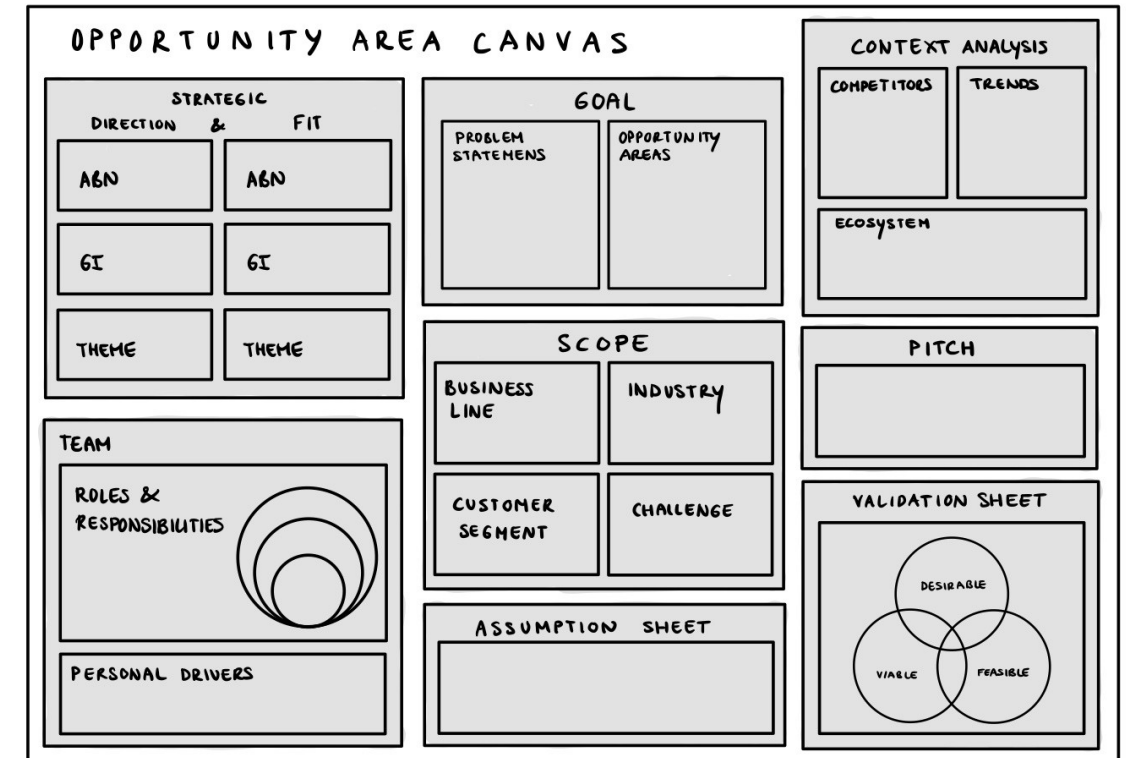 OPPORTUNITY AREA CANVAS
STRATEGIC
DIRECTION & FIT
ABN ABN
GI GI
THEME THEME
TEAM
ROLES &
RESPONSIBILITIES
PERSONAL DRIVERS
GOAL
PROBLEM
STATEMENS
OPPORTUNITY
AREAS
SCOPE
BUSINESS
LINE
INDUSTRY
CUSTOMER
SEGMENT
CHALLENGE
ASSUMPTION SHEET
CONTEXT ANALYSIS
COMPETITORS
TRENDS
ECOSYSTEM
PITCH
VALIDATION SHEET
DESIRABLE
VIABLE
FEASIBLE